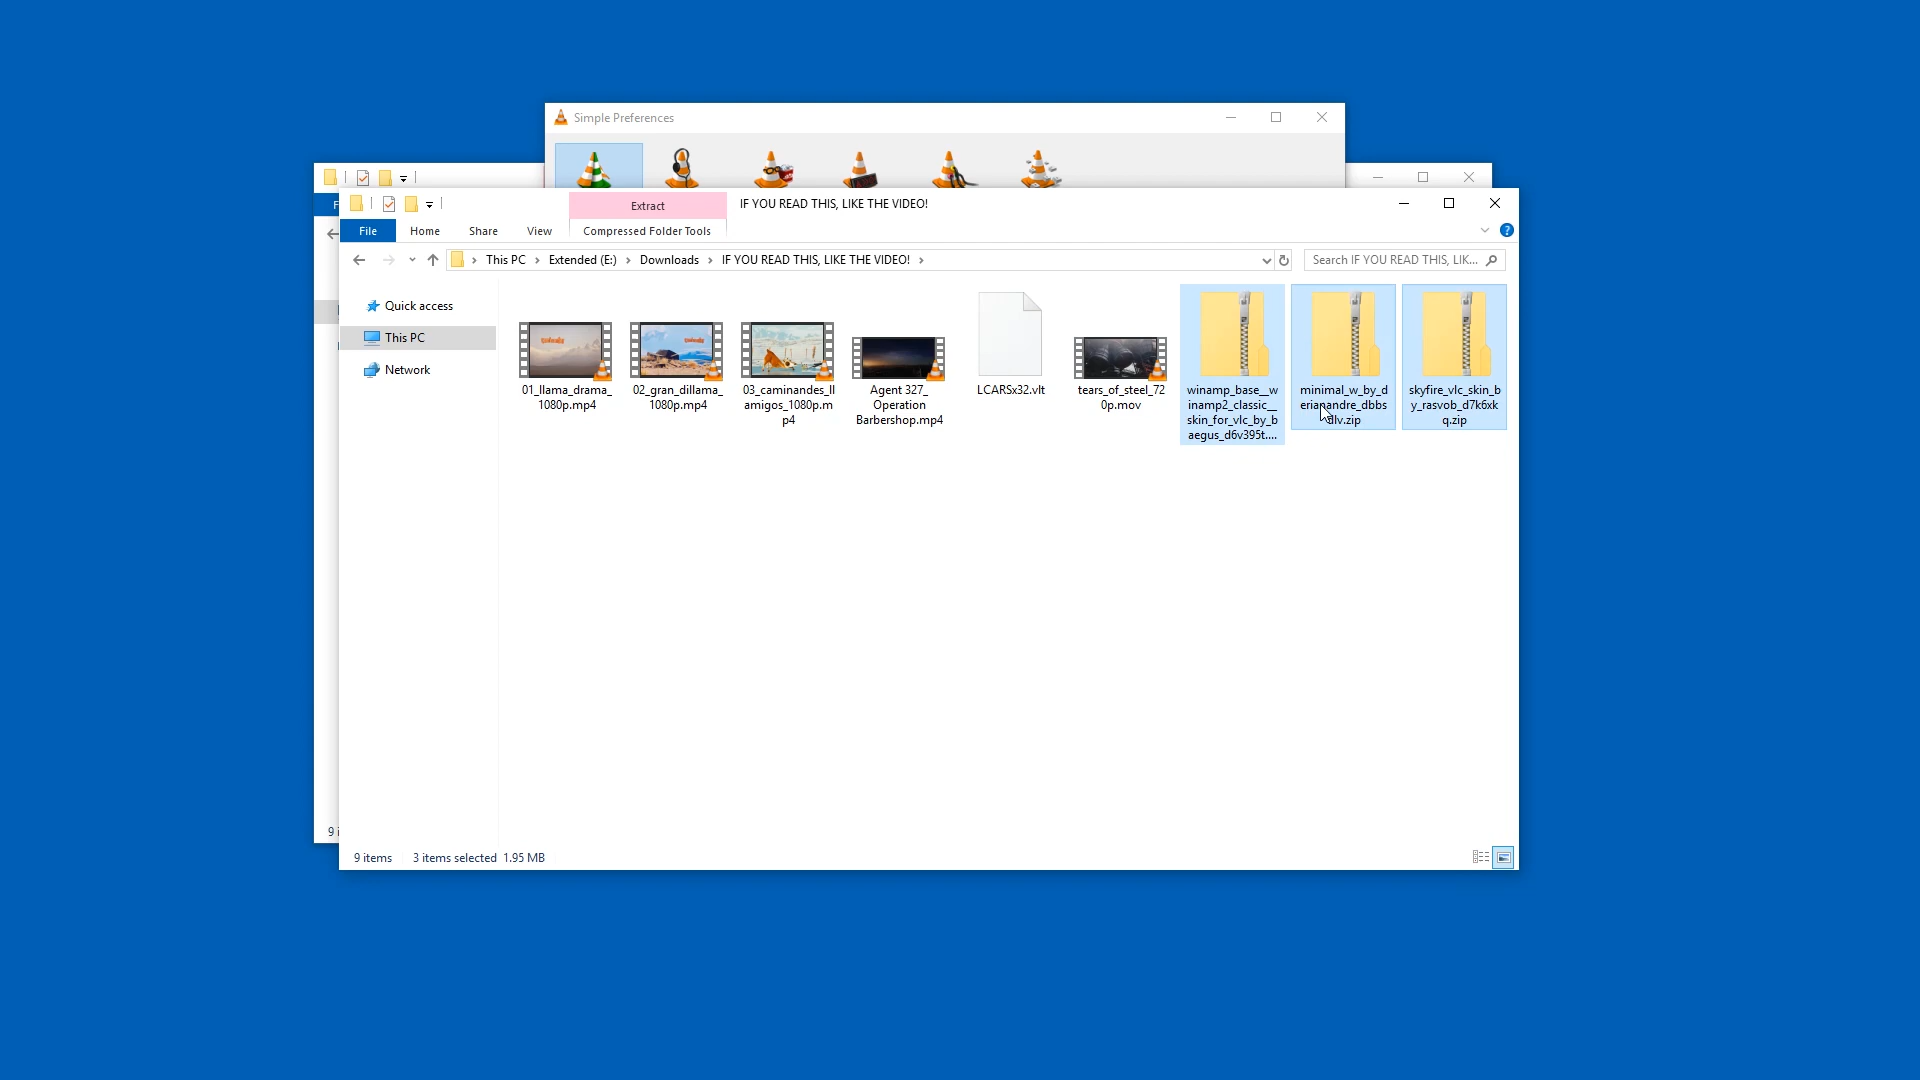 Simple Preferences
Extract
IF YOU READ THIS, LIKE THE VIDEO!
File
Home
Share
View
Compressed Folder Tools
This PC
Extended (E:)
Downloads
IF YOU READ THIS, LIKE THE VIDEO!
Search IF YOU READ THIS, LIK...
Quick access
This PC
Network
01_llama_drama_
1080p.mp4
02_gran_dillama_
1080p.mp4
03_caminandes_ll
amigos_1080p.m
p4
Agent 327_
Operation
Barbershop.mp4
LCARSx32.vlt
tears_of_steel_72
0p.mov
winamp_base__w
inamp2_classic__
skin_for_vlc_by_b
aegus_d6v395t....
minimal_w_by_d
erianandre_dbbs
dlv.zip
skyfire_vlc_skin_b
y_rasvob_d7k6xk
q.zip
9 items
3 items selected 1.95 MB